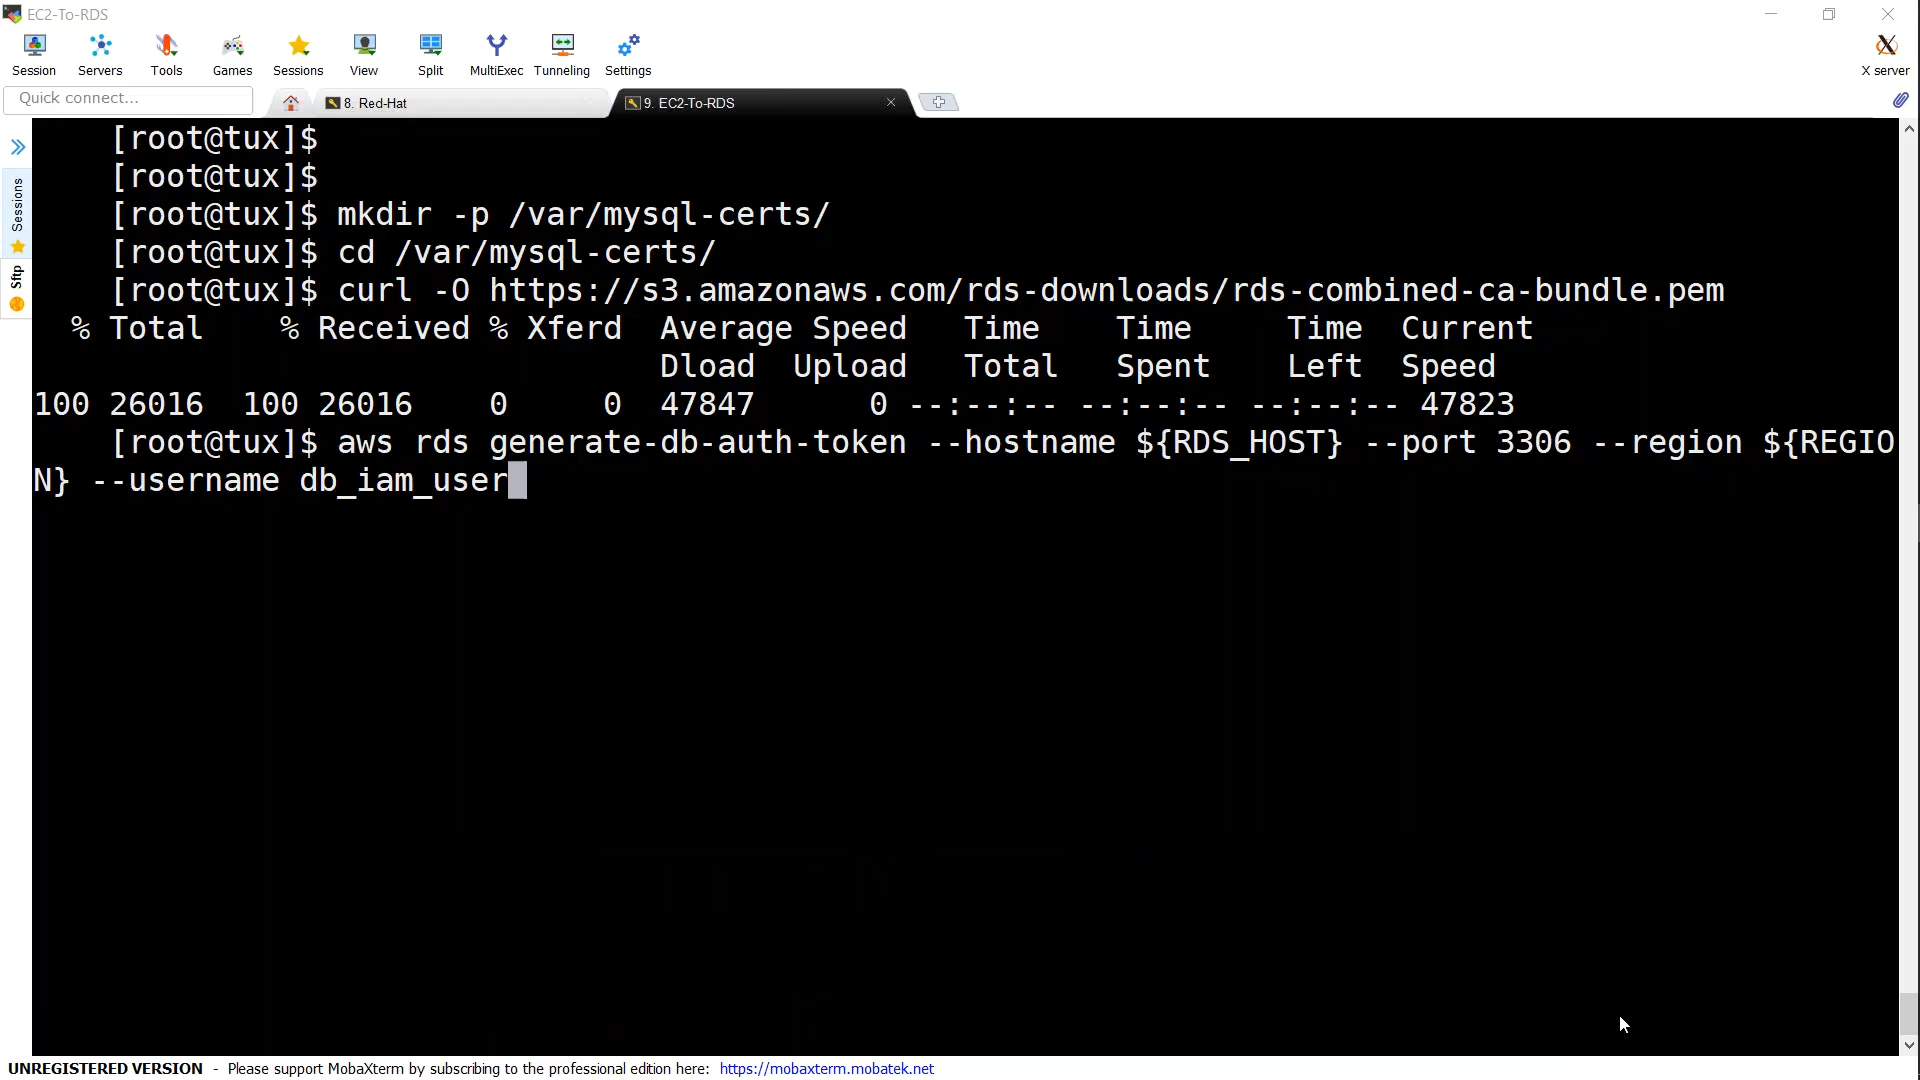 EC2-To-RDS
Session Servers Tools Games Sessions View Split MultiExec Tunneling Settings X server
Quick connect... 8. Red-Hat 9. EC2-To-RDS
Sessions
Sftp
[root@tux]$
[root@tux]$
[root@tux]$ mkdir -p /var/mysql-certs/
[root@tux]$ cd /var/mysql-certs/
[root@tux]$ curl -O https://s3.amazonaws.com/rds-downloads/rds-combined-ca-bundle.pem
% Total % Received % Xferd Average Speed Time Time Time Current
Dload Upload Total Spent Left Speed
100 26016 100 26016 0 0 47847 0 --:--:-- --:--:-- --:--:-- 47823
[root@tux]$ aws rds generate-db-auth-token --hostname ${RDS_HOST} --port 3306 --region ${REGIO
N} --username db_iam_user
UNREGISTERED VERSION - Please support MobaXterm by subscribing to the professional edition here: https://mobaxterm.mobatek.net